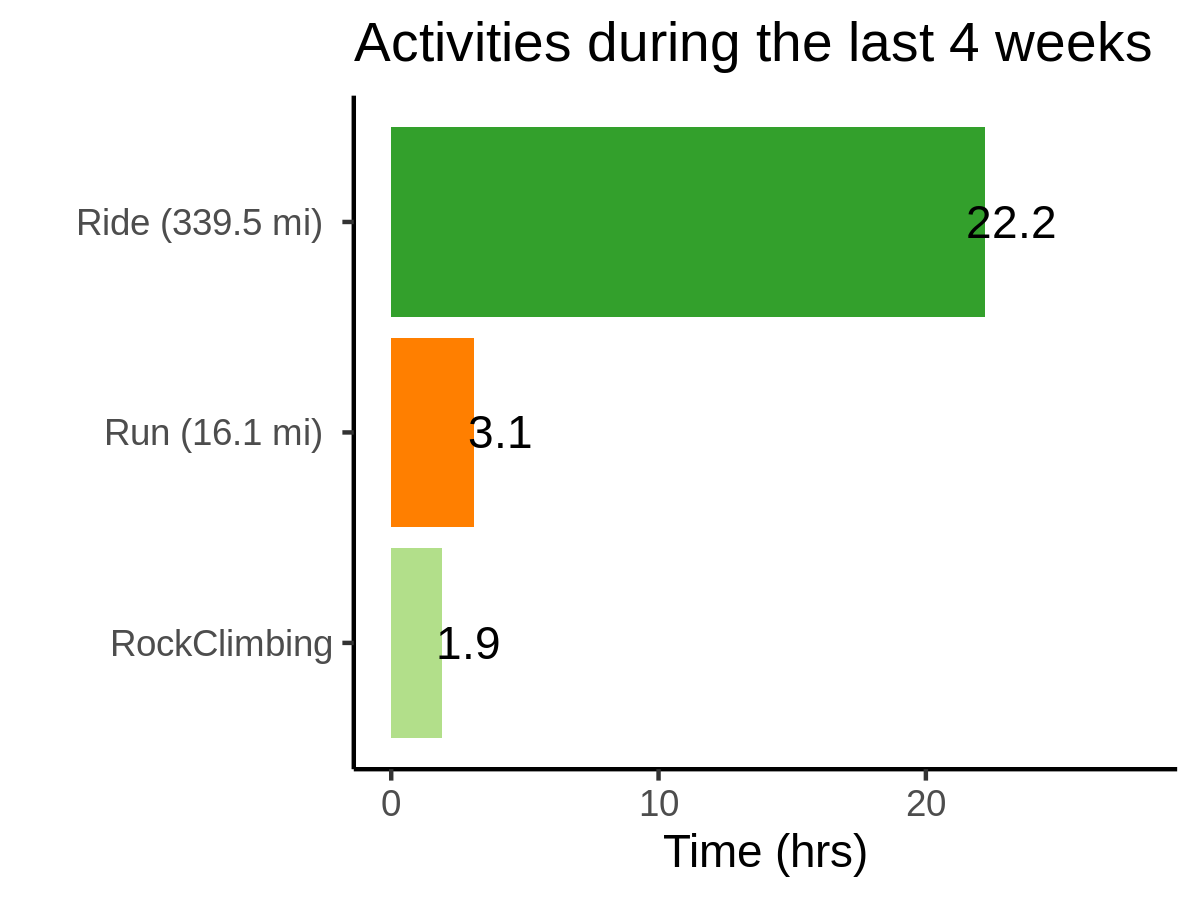 Activities during the last 4 weeks
Ride (339.5 mi)
22.2
Run (16.1 mi)
3.1
RockClimbing
1.9
0 10 20
Time (hrs)